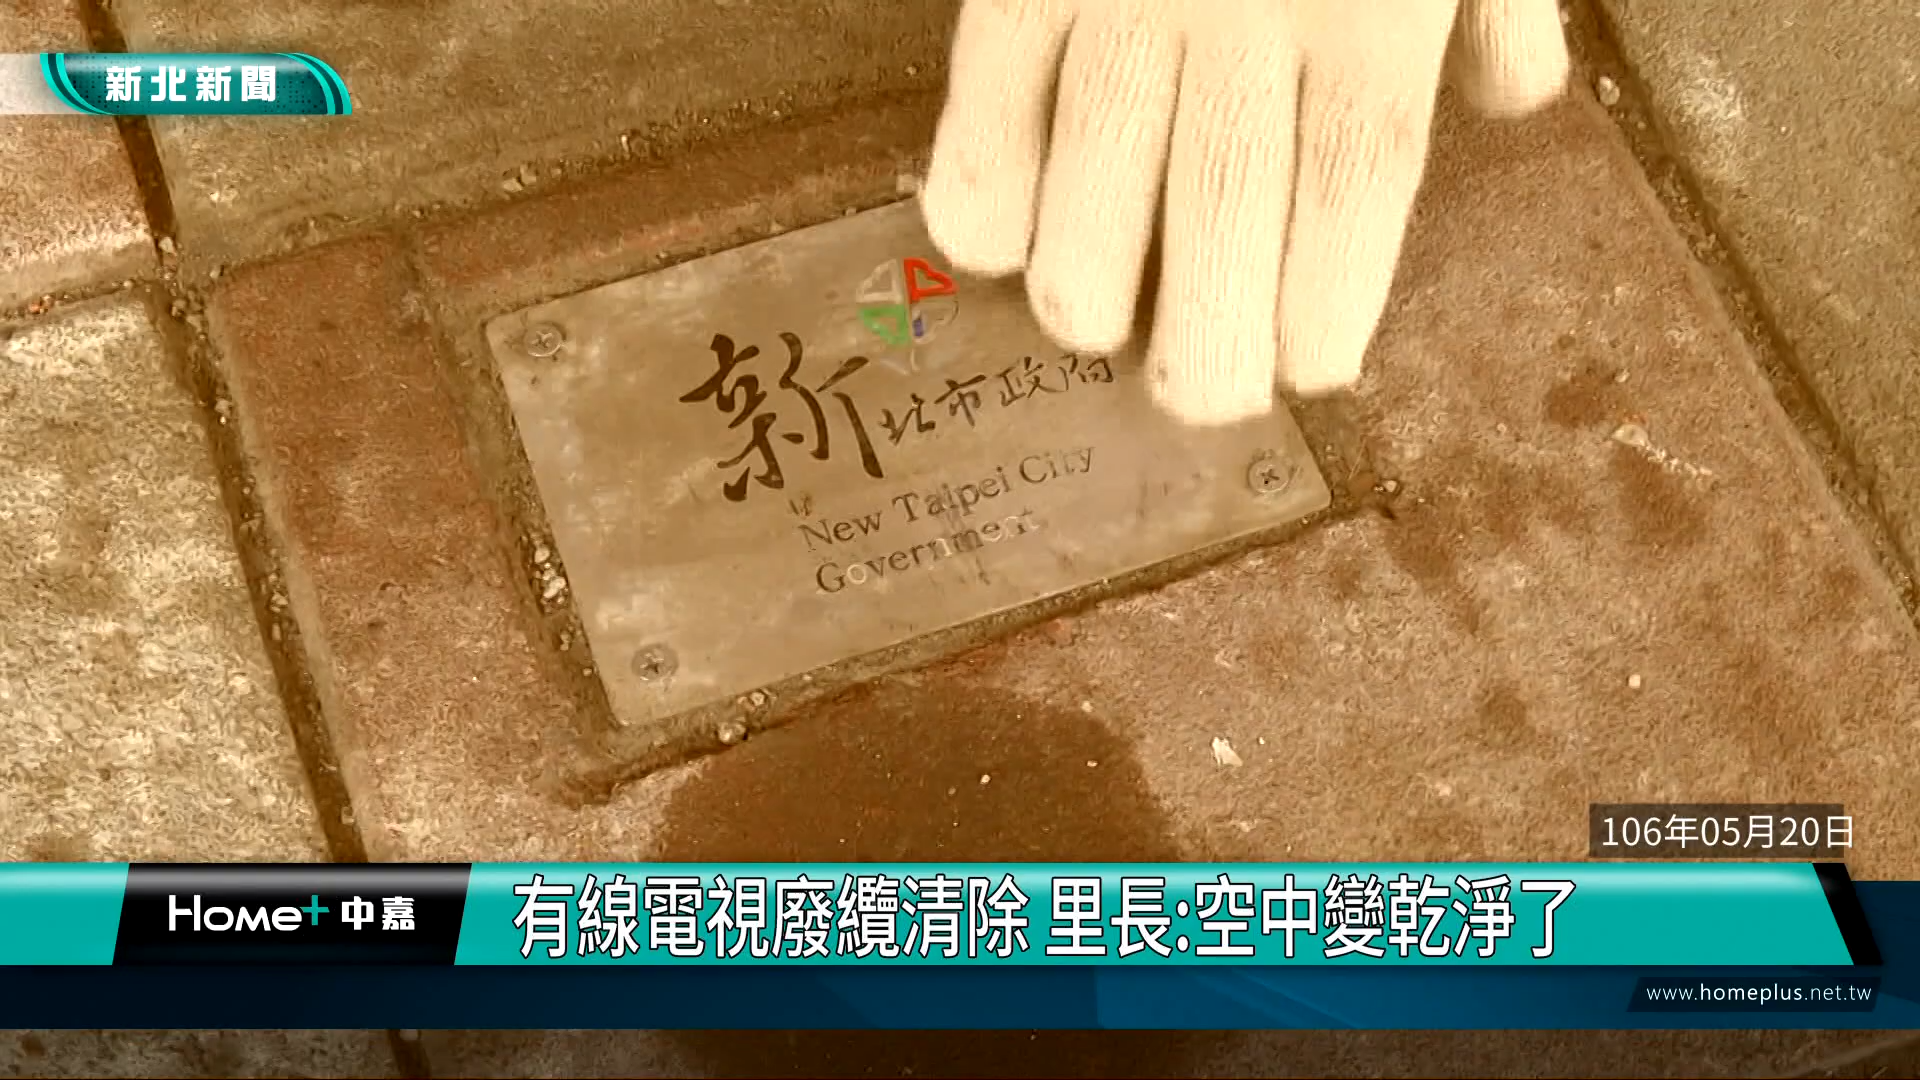 新北新聞
新北市政府
New Taipei City
Government
106年05月20日
Home+中嘉
有線電視廢纜清除 里長:空中變乾淨了
www.homeplus.net.tw